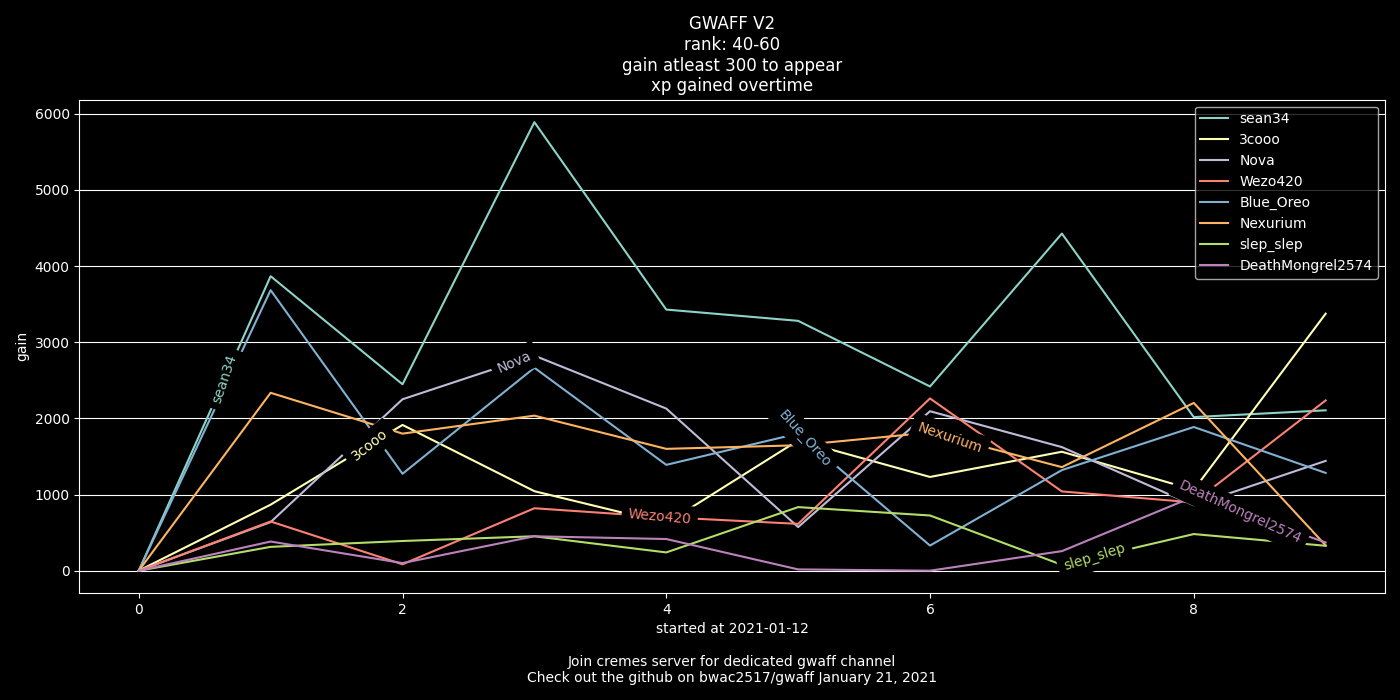 GWAFF V2
rank: 40-60
gain atleast 300 to appear
xp gained overtime
6000
5000
4000
3000
2000
1000
0
gain
sean34
3cooo
Nova
Wezo420
Blue_Oreo
Nexurium
slep_slep
DeathMongrel2574
sean34
3cooo
Nova
Wezo420
Blue_Oreo
Nexurium
slep_slep
DeathMongrel2574
0 2 4 6 8
started at 2021-01-12
Join cremes server for dedicated gwaff channel
Check out the github on bwac2517/gwaff January 21, 2021